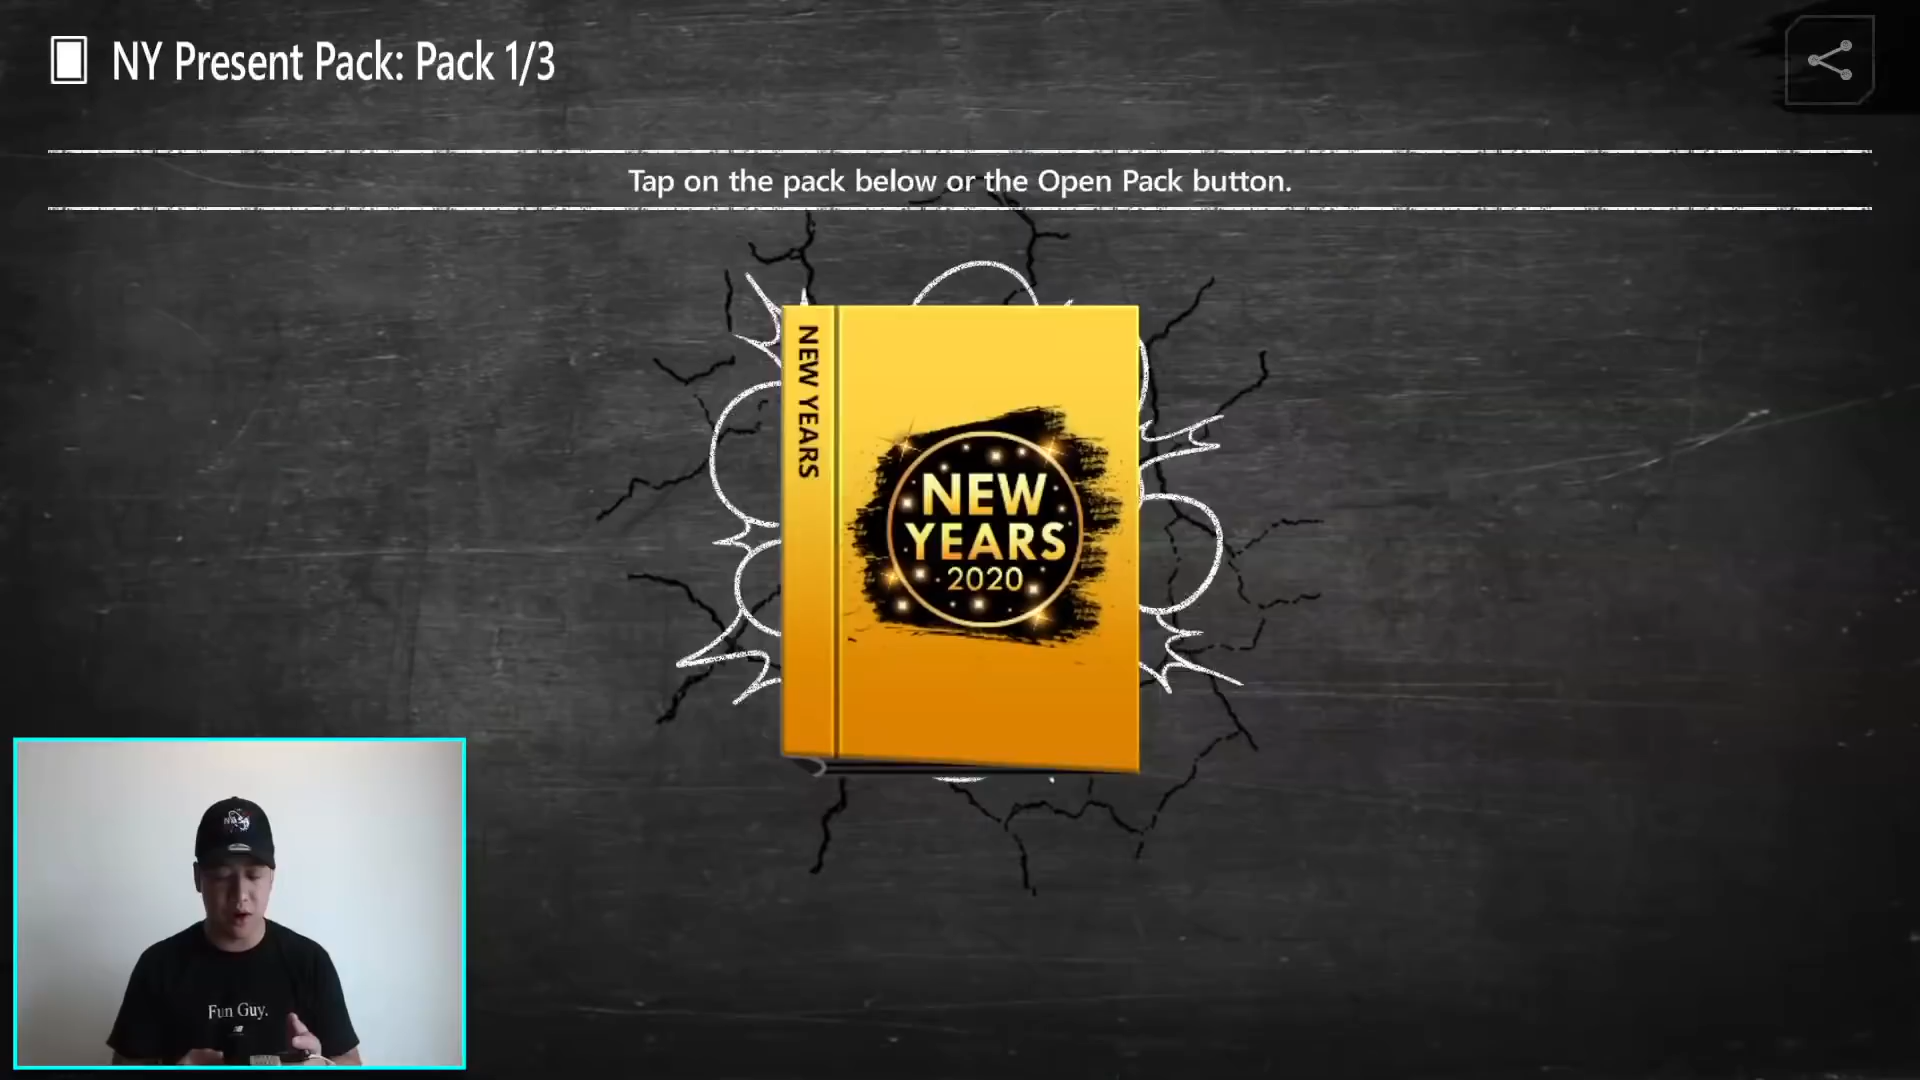 NY Present Pack: Pack 1/3
Tap on the pack below or the Open Pack button.
NEW YEARS
NEW
YEARS
2020
NASA
Fun Guy.